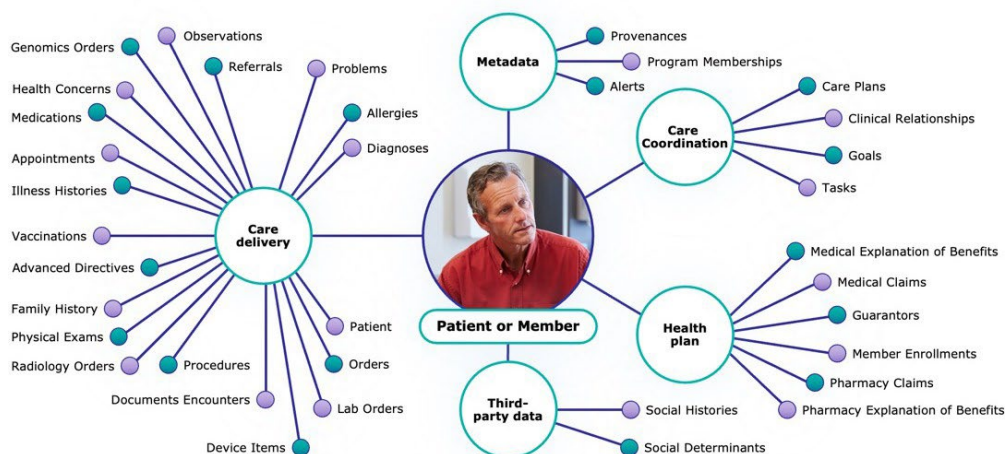 Observations
Genomics Orders
Referrals
Problems
Health Concerns
Medications
Allergies
Appointments
Diagnoses
Illness Histories
Care
delivery
Vaccinations
Advanced Directives
Family History
Physical Exams
Radiology Orders
Procedures
Documents Encounters
Device Items
Lab Orders
Orders
Patient
Patient or Member
Metadata
Provenances
Program Memberships
Alerts
Care
Coordination
Care Plans
Clinical Relationships
Goals
Tasks
Health
plan
Medical Explanation of Benefits
Medical Claims
Guarantors
Member Enrollments
Pharmacy Claims
Pharmacy Explanation of Benefits
Third-
party data
Social Histories
Social Determinants